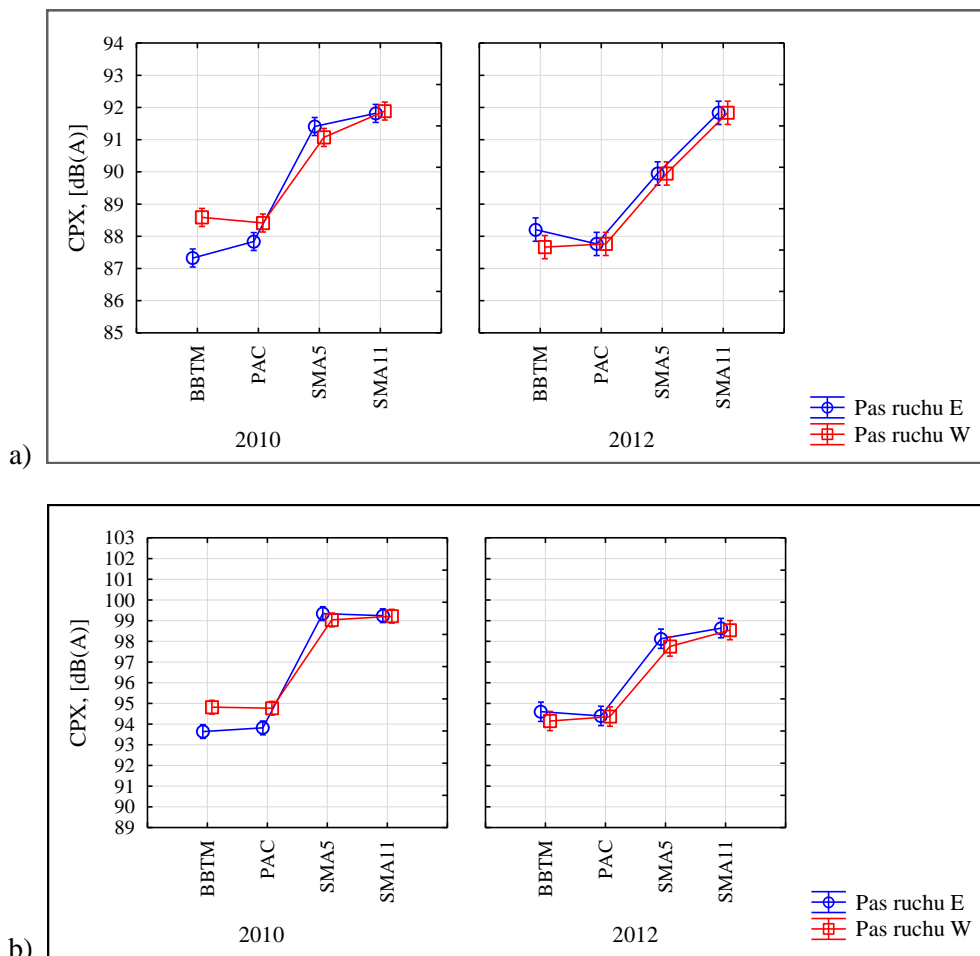 94
93
92
91
90
89
88
87
86
85
CPX, [dB(A)]
BBTM
PAC
SMA5
SMA11
BBTM
PAC
SMA5
SMA11
2010
2012
Pas ruchu E
Pas ruchu W
a)
103
102
101
100
99
98
97
96
95
94
93
92
91
90
89
CPX, [dB(A)]
BBTM
PAC
SMA5
SMA11
BBTM
PAC
SMA5
SMA11
2010
2012
Pas ruchu E
Pas ruchu W
b)